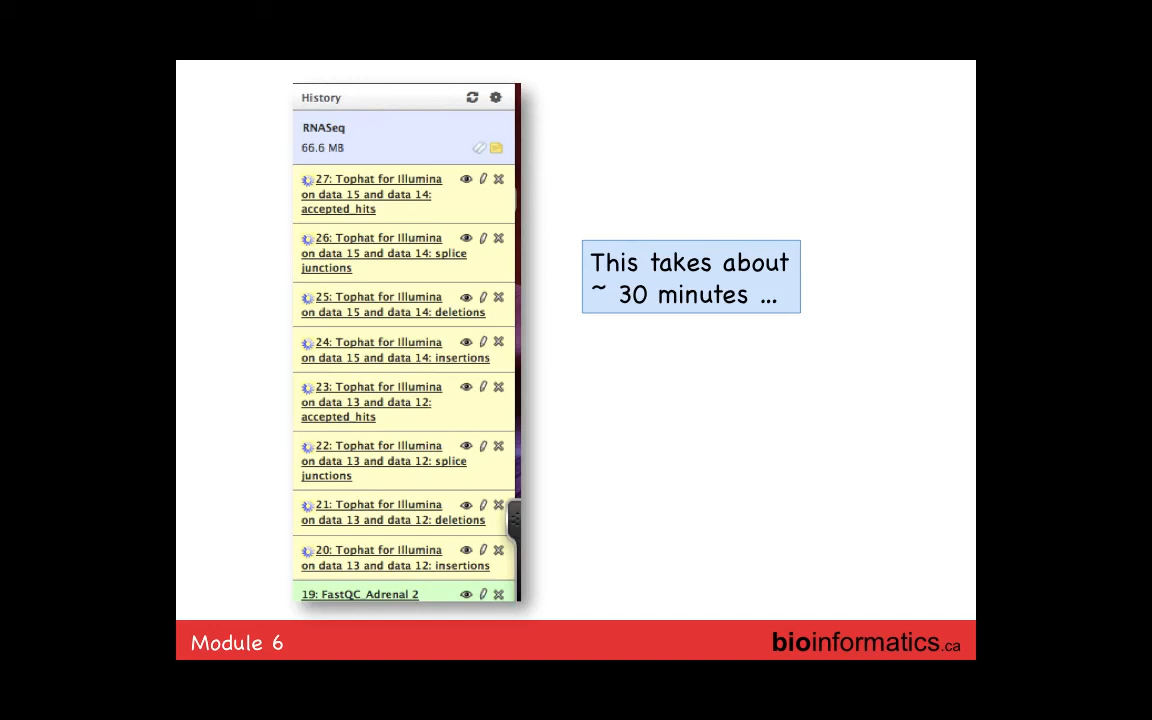 History
RNASeq
66.6 MB
27: Tophat for Illumina
on data 15 and data 14:
accepted_hits
26: Tophat for Illumina
on data 15 and data 14: splice
junctions
25: Tophat for Illumina
on data 15 and data 14: deletions
24: Tophat for Illumina
on data 15 and data 14: insertions
23: Tophat for Illumina
on data 13 and data 12:
accepted_hits
22: Tophat for Illumina
on data 13 and data 12: splice
junctions
21: Tophat for Illumina
on data 13 and data 12: deletions
20: Tophat for Illumina
on data 13 and data 12: insertions
19: FastQC_Adrenal 2
This takes about
~ 30 minutes ...
Module 6
bioinformatics.ca